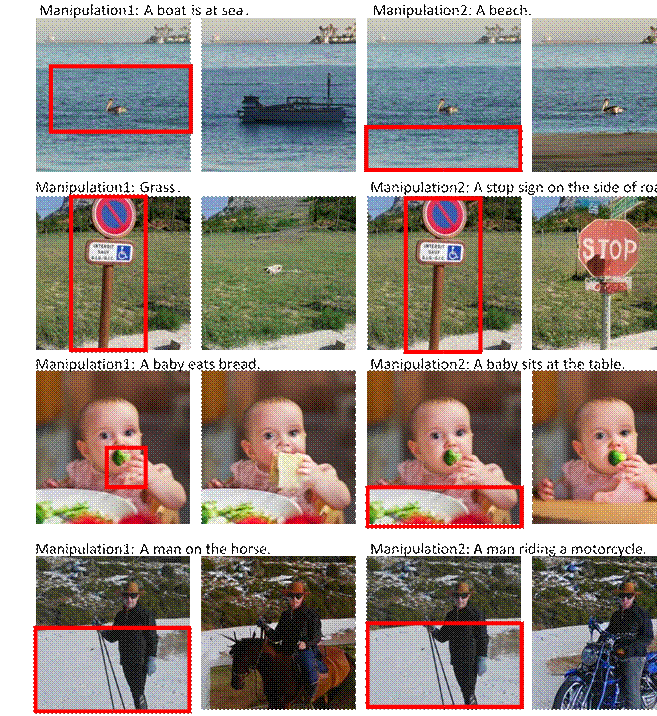 Manipulation1: A boat is at sea.
Manipulation2: A beach.
Manipulation1: Grass.
Manipulation2: A stop sign on the side of roa
INTERDIT
SAUF
G.I.G.-G.I.C.
INTERDIT
SAUF
G.I.G.-G.I.C.
STOP
Manipulation1: A baby eats bread.
Manipulation2: A baby sits at the table.
Manipulation1: A man on the horse.
Manipulation2: A man riding a motorcycle.